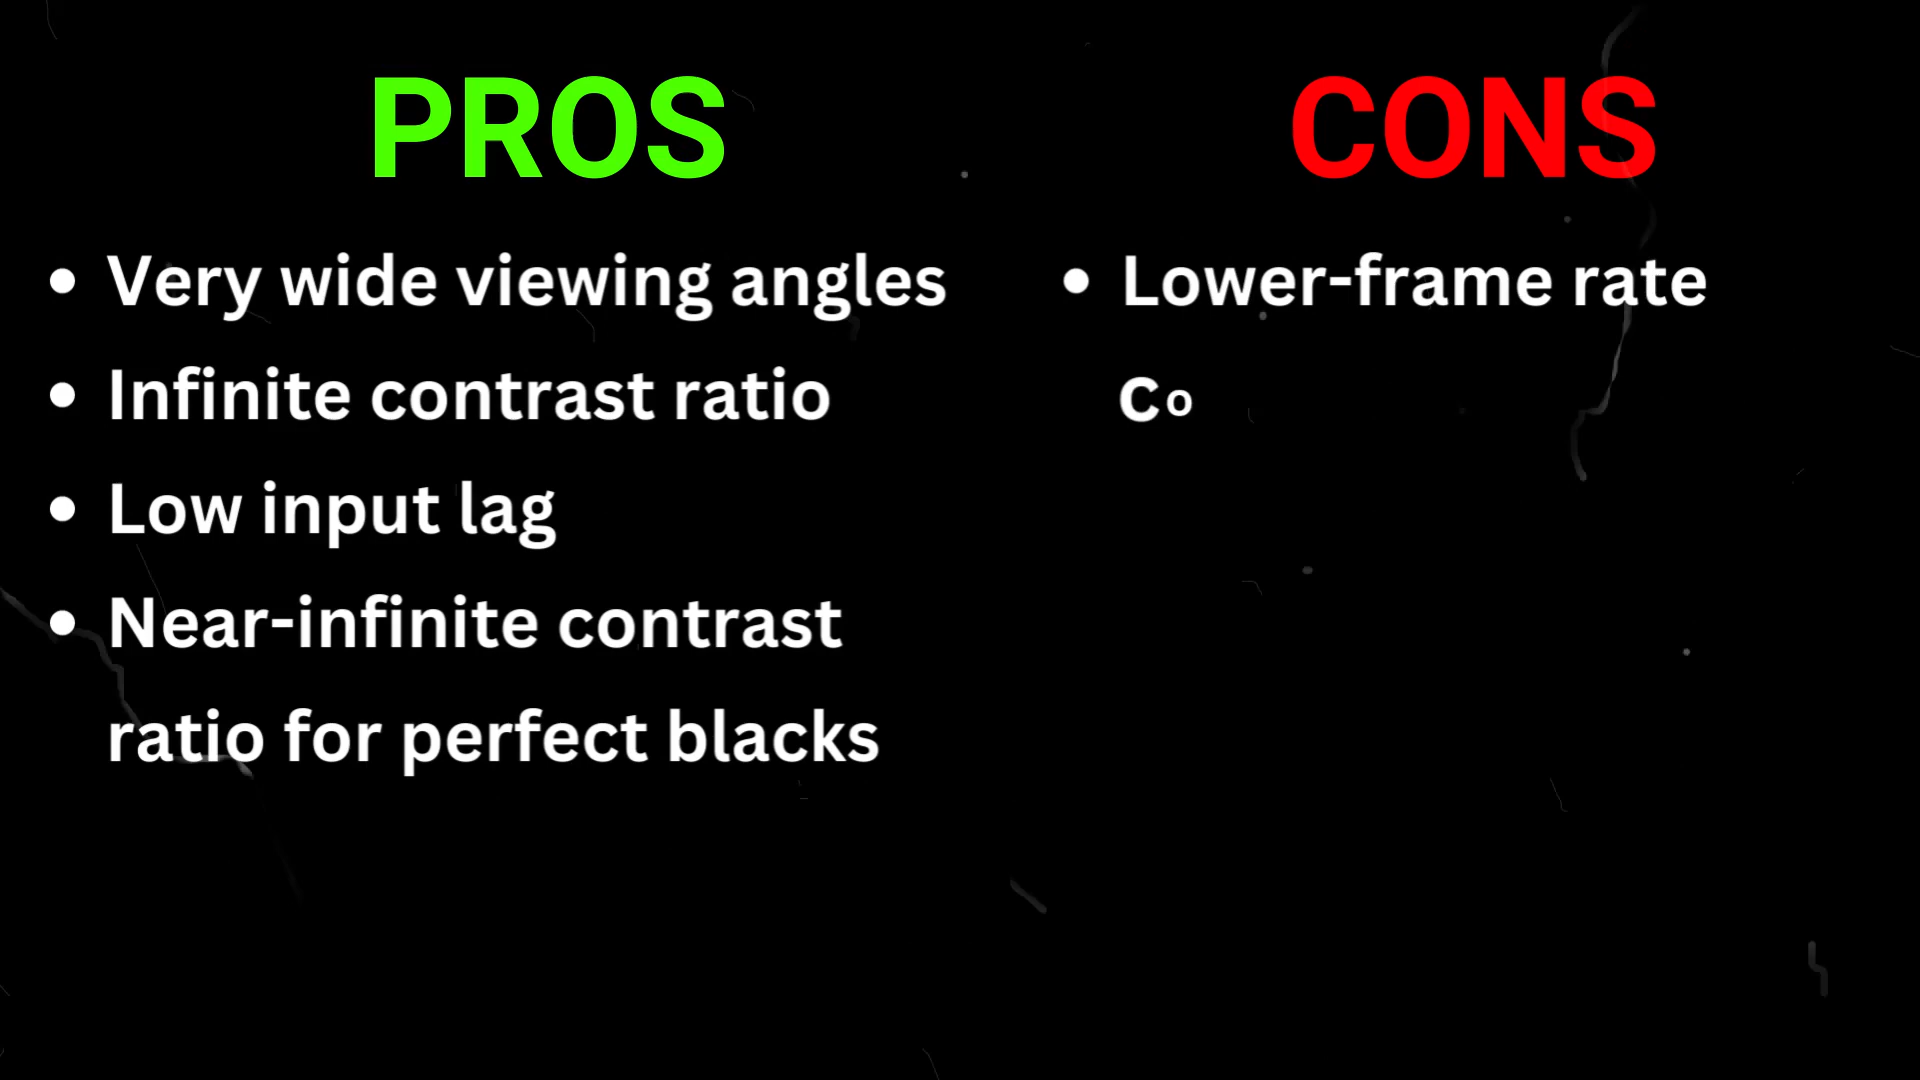 PROS
• Very wide viewing angles
• Infinite contrast ratio
• Low input lag
• Near-infinite contrast
ratio for perfect blacks
CONS
• Lower-frame rate
Co